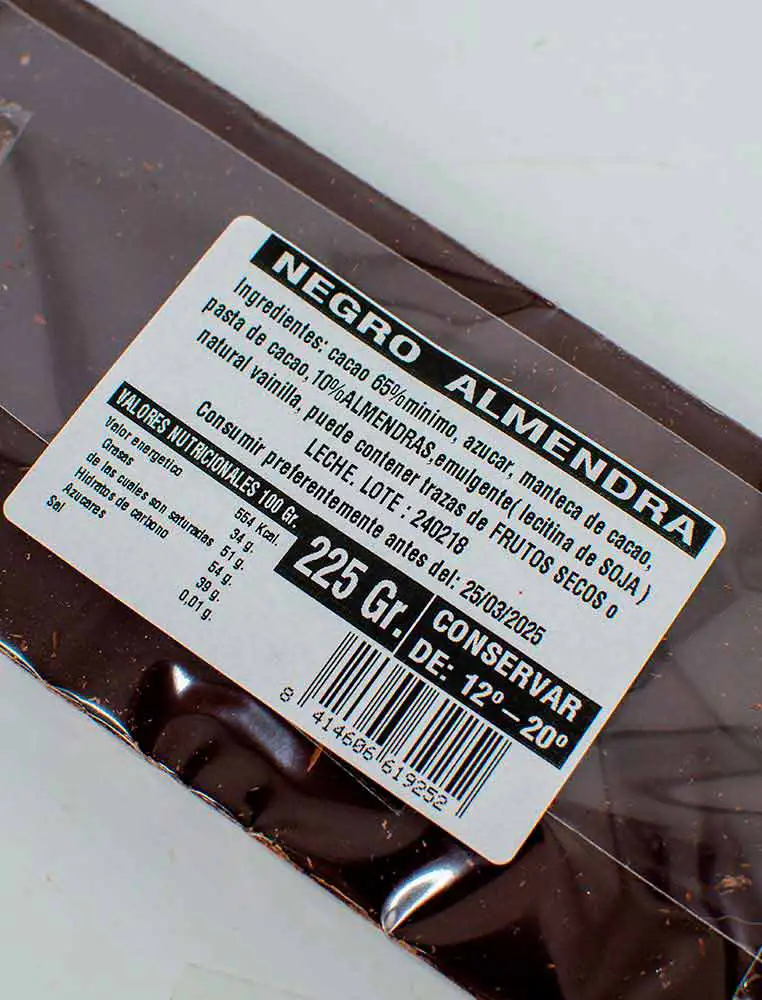 NEGRO ALMENDRA
Ingredientes: cacao 65%minimo, azucar, manteca de cacao,
pasta de cacao, 10%ALMENDRAS,emulgente( lecitina de SOJA )
natural vainilla, puede contener trazas de FRUTOS SECOS o
LECHE. LOTE : 240218
Consumir preferentemente antes del: 25/03/2025
VALORES NUTRICIONALES 100 Gr.
Valor energetico 554 Kcal.
Grasas 34 g.
de las cuales son saturadas 51 g.
Hidratos de carbono 54 g.
Azucares 39 g.
Sal 0,01 g.
225 Gr.
CONSERVAR
DE: 12º – 20º
8 414606 619252